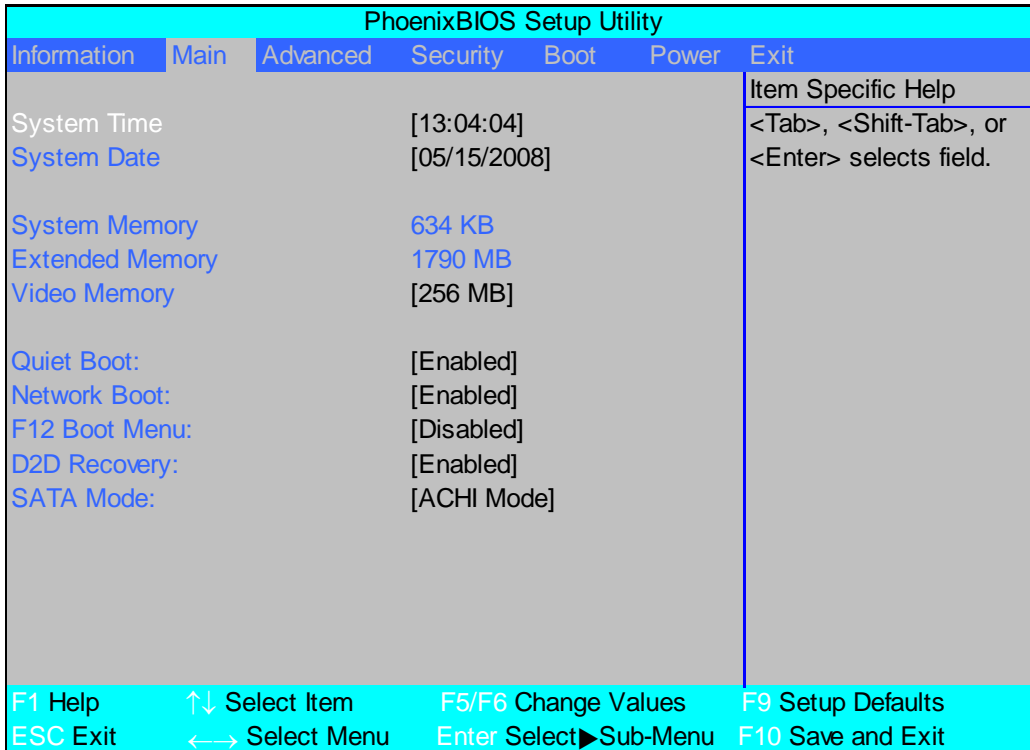 PhoenixBIOS Setup Utility
Information Main Advanced Security Boot Power Exit
Item Specific Help
System Time [13:04:04] <Tab>, <Shift-Tab>, or
System Date [05/15/2008] <Enter> selects field.
System Memory 634 KB
Extended Memory 1790 MB
Video Memory [256 MB]
Quiet Boot: [Enabled]
Network Boot: [Enabled]
F12 Boot Menu: [Disabled]
D2D Recovery: [Enabled]
SATA Mode: [ACHI Mode]
F1 Help ↑↓ Select Item F5/F6 Change Values F9 Setup Defaults
ESC Exit ←→ Select Menu Enter Select▶Sub-Menu F10 Save and Exit